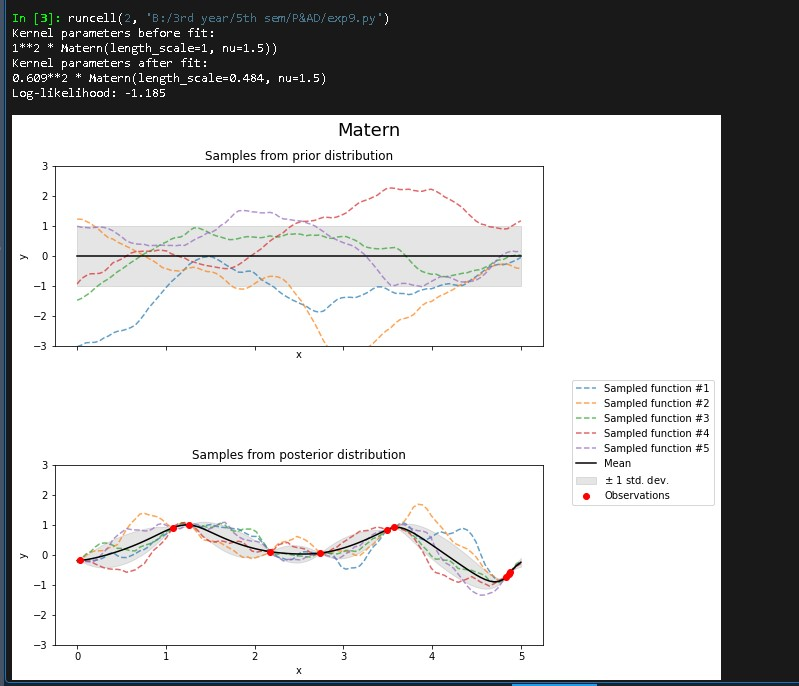 In [3]: runcell(2, 'B:/3rd year/5th sem/P&AD/exp9.py')
Kernel parameters before fit:
1**2 * Matern(length_scale=1, nu=1.5))
Kernel parameters after fit:
0.609**2 * Matern(length_scale=0.484, nu=1.5)
Log-likelihood: -1.185
Matern
Samples from prior distribution
3
2
1
0
−1
−2
−3
y
x
Sampled function #1
Sampled function #2
Sampled function #3
Sampled function #4
Sampled function #5
Mean
± 1 std. dev.
Observations
Samples from posterior distribution
3
2
1
0
−1
−2
−3
y
0 1 2 3 4 5
x